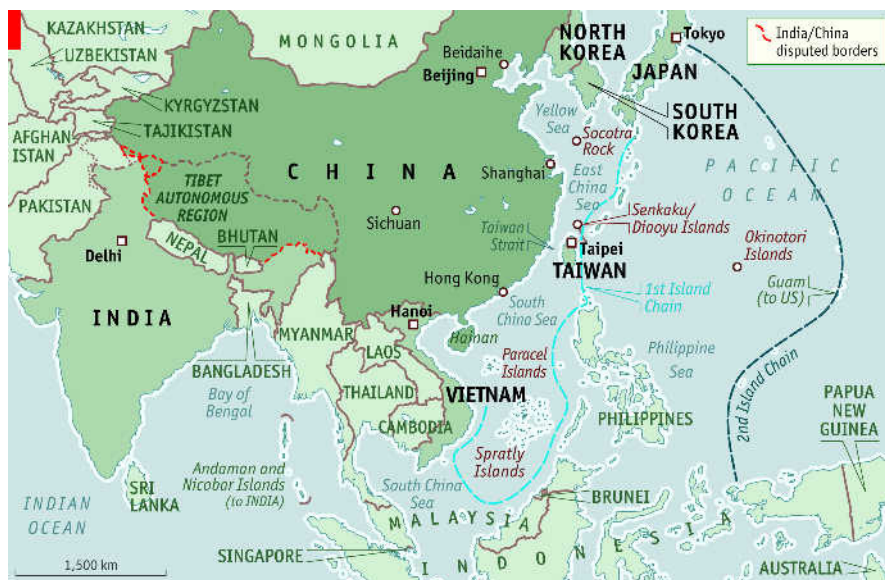 KAZAKHSTAN
UZBEKISTAN
MONGOLIA
NORTH
KOREA
Tokyo
India/China
disputed borders
Beidaihe
Beijing
JAPAN
KYRGYZSTAN
TAJIKISTAN
SOUTH
KOREA
AFGHAN
ISTAN
Yellow
Sea
Socotra
Rock
PACIFIC
OCEAN
CHINA
Shanghai
East
China
Sea
TIBET
AUTONOMOUS
REGION
PAKISTAN
Sichuan
Senkaku/
Diaoyu Islands
Taiwan
Strait
Taipei
TAIWAN
Okinotori
Islands
NEPAL
BHUTAN
Delhi
Hong Kong
1st Island
Chain
Guam
(to US)
INDIA
Hanoi
South
China Sea
MYANMAR
Hainan
LAOS
Paracel
Islands
Philippine
Sea
BANGLADESH
Bay of
Bengal
THAILAND
VIETNAM
2nd Island Chain
PAPUA
NEW
GUINEA
CAMBODIA
PHILIPPINES
Spratly
Islands
SRI
LANKA
Andaman and
Nicobar Islands
(to INDIA)
South China
Sea
BRUNEI
INDIAN
OCEAN
MALAYSIA
SINGAPORE
INDONESIA
1,500 km
AUSTRALIA